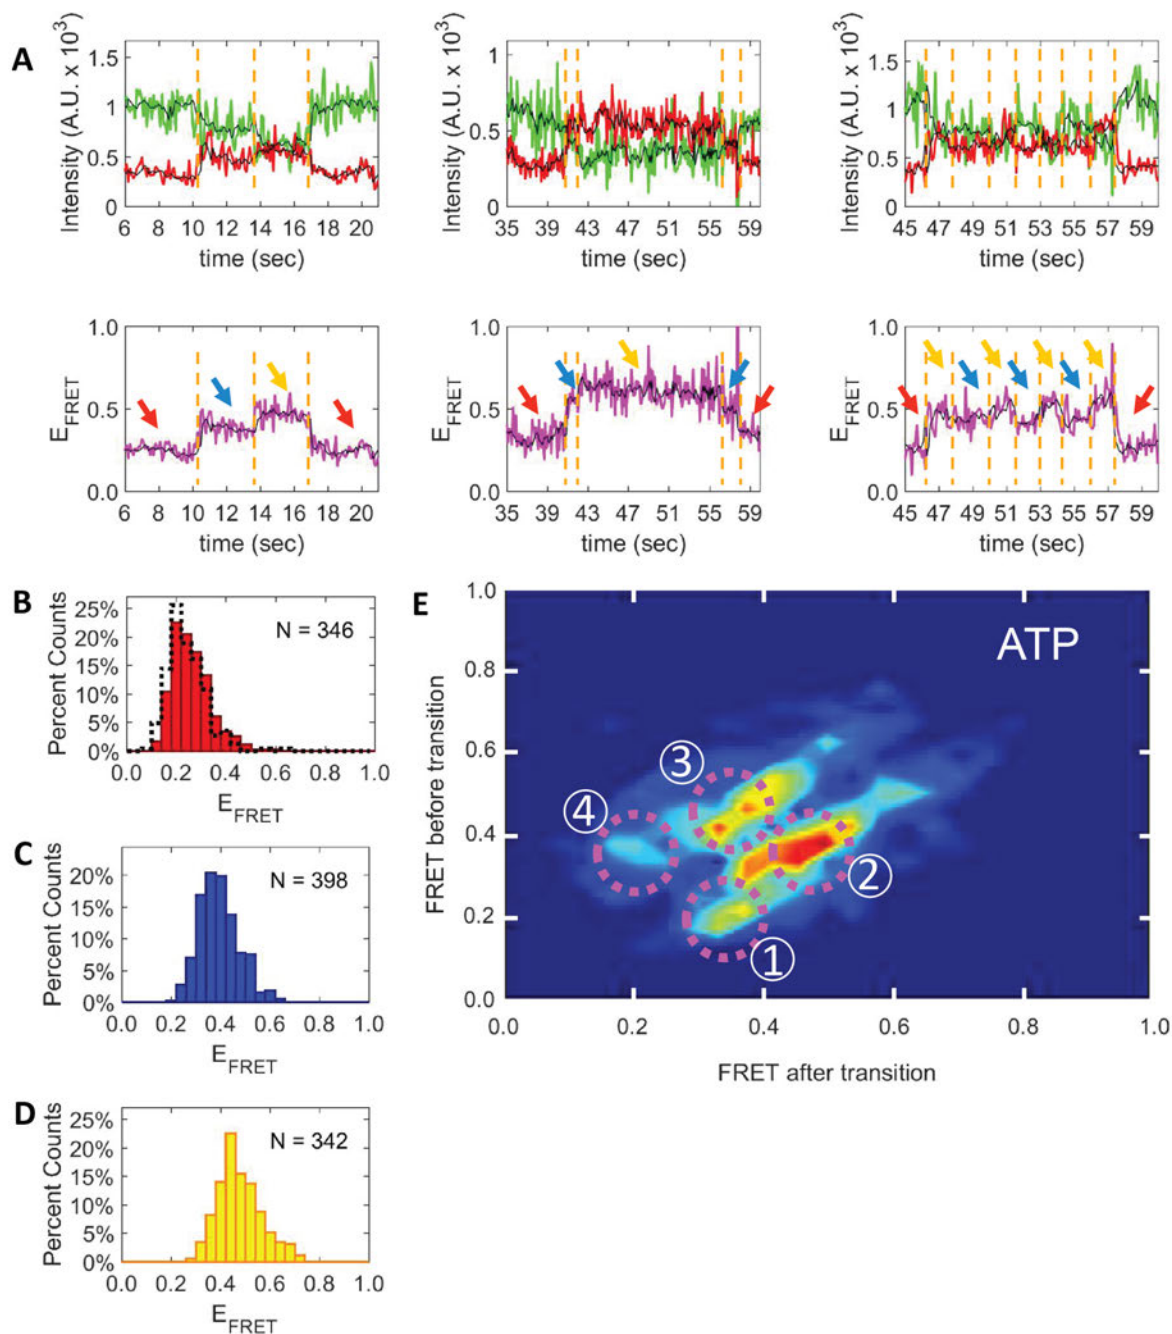 A
Intensity (A.U. x 10³)
1.5
1
0.5
0
6 8 10 12 14 16 18 20
time (sec)
Intensity (A.U. x 10³)
1
0.5
0
35 39 43 47 51 55 59
time (sec)
Intensity (A.U. x 10³)
1.5
1
0.5
0
45 47 49 51 53 55 57 59
time (sec)
E_FRET
1.0
0.5
0.0
6 8 10 12 14 16 18 20
time (sec)
E_FRET
1.0
0.5
0.0
35 39 43 47 51 55 59
time (sec)
E_FRET
1.0
0.5
0.0
45 47 49 51 53 55 57 59
time (sec)
B
Percent Counts
25%
20%
15%
10%
5%
0%
N = 346
0.0 0.2 0.4 0.6 0.8 1.0
E_FRET
C
Percent Counts
20%
15%
10%
5%
0%
N = 398
0.0 0.2 0.4 0.6 0.8 1.0
E_FRET
D
Percent Counts
25%
20%
15%
10%
5%
0%
N = 342
0.0 0.2 0.4 0.6 0.8 1.0
E_FRET
E
FRET before transition
1.0
0.8
0.6
0.4
0.2
0.0
ATP
③
④
②
①
0.0 0.2 0.4 0.6 0.8 1.0
FRET after transition